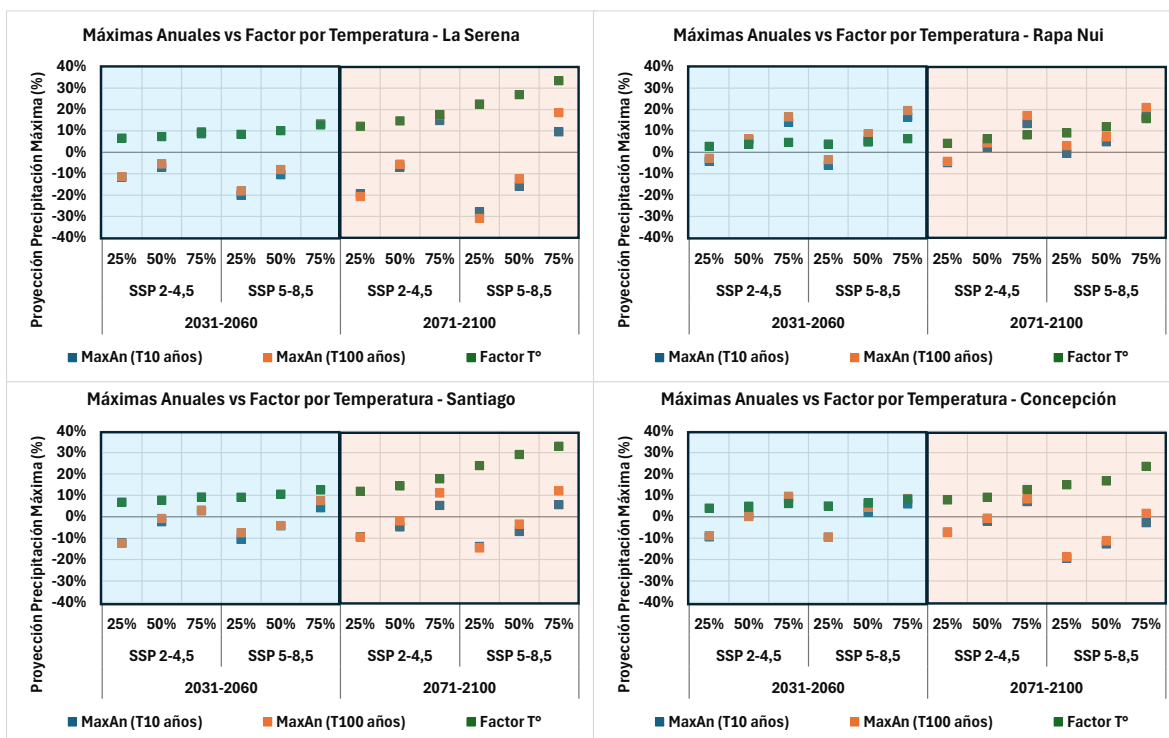 Máximas Anuales vs Factor por Temperatura - La Serena
Proyección Precipitación Máxima (%)
40%
30%
20%
10%
0%
-10%
-20%
-30%
-40%
25% 50% 75% 25% 50% 75% 25% 50% 75% 25% 50% 75%
SSP 2-4,5 SSP 5-8,5 SSP 2-4,5 SSP 5-8,5
2031-2060 2071-2100
MaxAn (T10 años) MaxAn (T100 años) Factor T°
Máximas Anuales vs Factor por Temperatura - Rapa Nui
Proyección Precipitación Máxima (%)
40%
30%
20%
10%
0%
-10%
-20%
-30%
-40%
25% 50% 75% 25% 50% 75% 25% 50% 75% 25% 50% 75%
SSP 2-4,5 SSP 5-8,5 SSP 2-4,5 SSP 5-8,5
2031-2060 2071-2100
MaxAn (T10 años) MaxAn (T100 años) Factor T°
Máximas Anuales vs Factor por Temperatura - Santiago
Proyección Precipitación Máxima (%)
40%
30%
20%
10%
0%
-10%
-20%
-30%
-40%
25% 50% 75% 25% 50% 75% 25% 50% 75% 25% 50% 75%
SSP 2-4,5 SSP 5-8,5 SSP 2-4,5 SSP 5-8,5
2031-2060 2071-2100
MaxAn (T10 años) MaxAn (T100 años) Factor T°
Máximas Anuales vs Factor por Temperatura - Concepción
Proyección Precipitación Máxima (%)
40%
30%
20%
10%
0%
-10%
-20%
-30%
-40%
25% 50% 75% 25% 50% 75% 25% 50% 75% 25% 50% 75%
SSP 2-4,5 SSP 5-8,5 SSP 2-4,5 SSP 5-8,5
2031-2060 2071-2100
MaxAn (T10 años) MaxAn (T100 años) Factor T°